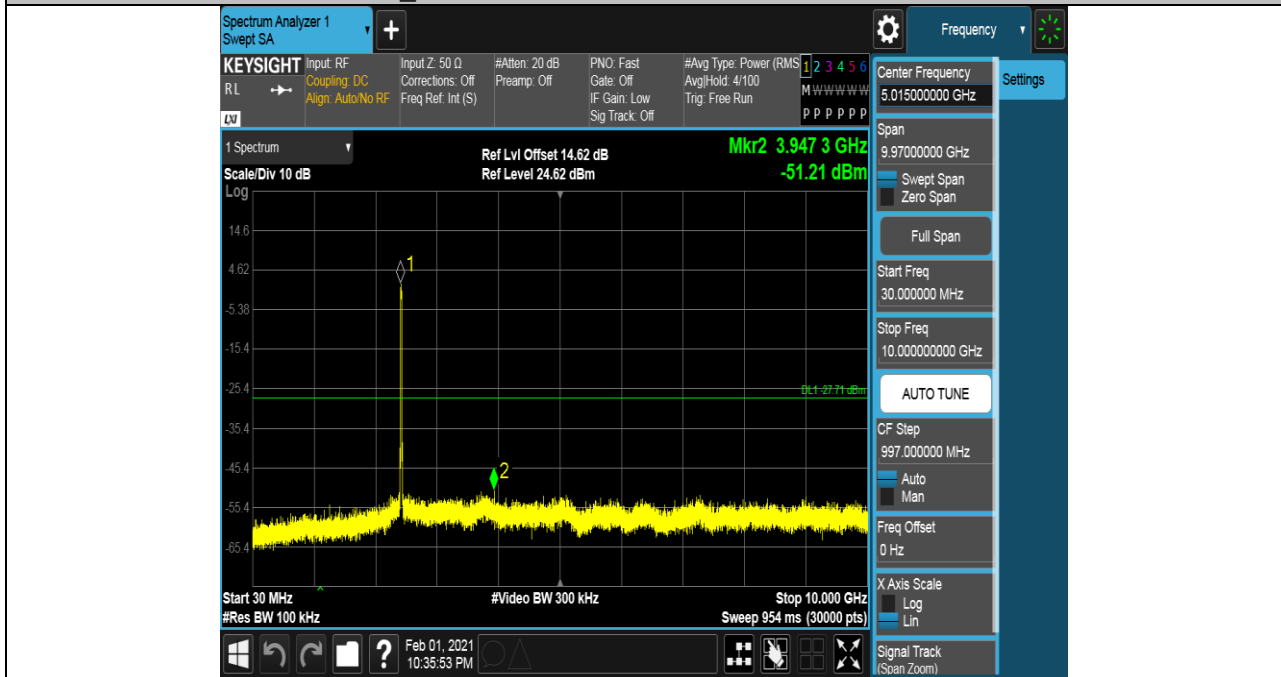 Spectrum Analyzer 1
Swept SA
+
Frequency
KEYSIGHT
RL
LXI
Input: RF
Coupling: DC
Align: Auto/No RF
Input Z: 50 Ω
Corrections: Off
Freq Ref: Int (S)
#Atten: 20 dB
Preamp: Off
PNO: Fast
Gate: Off
IF Gain: Low
Sig Track: Off
#Avg Type: Power (RMS
Avg|Hold: 4/100
Trig: Free Run
1 2 3 4 5 6
M W W W W W
P P P P P P
1 Spectrum
Scale/Div 10 dB
Log
Ref Lvl Offset 14.62 dB
Ref Level 24.62 dBm
Mkr2 3.947 3 GHz
-51.21 dBm
14.6
4.62
-5.38
-15.4
-25.4
-35.4
-45.4
-55.4
-65.4
1
2
DL1 -27.71 dBm
Start 30 MHz
#Res BW 100 kHz
#Video BW 300 kHz
Stop 10.000 GHz
Sweep 954 ms (30000 pts)
?
Feb 01, 2021
10:35:53 PM
Center Frequency
5.015000000 GHz
Span
9.97000000 GHz
Swept Span
Zero Span
Full Span
Start Freq
30.000000 MHz
Stop Freq
10.000000000 GHz
AUTO TUNE
CF Step
997.000000 MHz
Auto
Man
Freq Offset
0 Hz
X Axis Scale
Log
Lin
Signal Track
(Span Zoom)
Settings